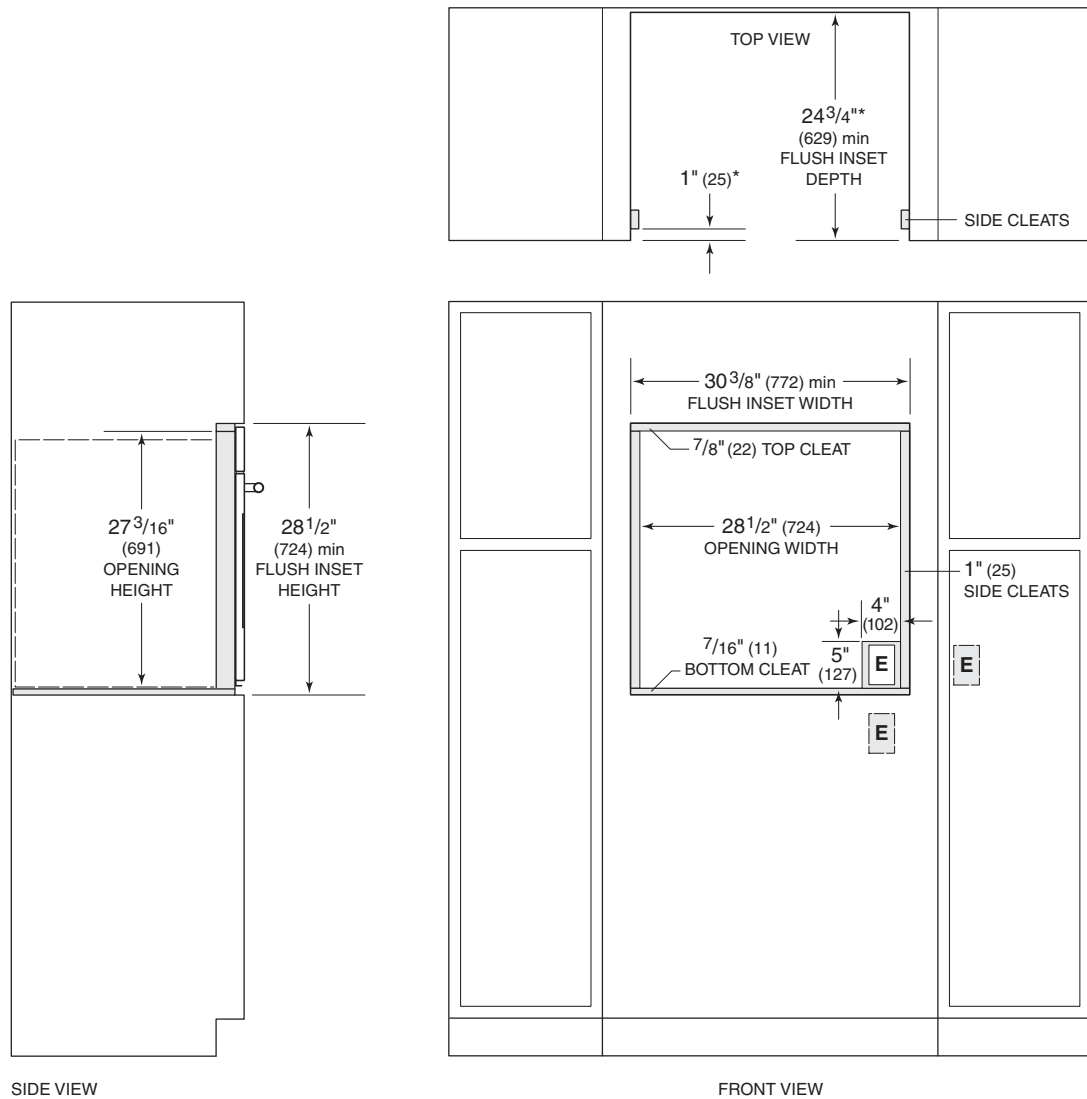 TOP VIEW
24 3/4"*
(629) min
FLUSH INSET
DEPTH
1" (25)*
SIDE CLEATS
30 3/8" (772) min
FLUSH INSET WIDTH
7/8" (22) TOP CLEAT
27 3/16"
(691)
OPENING
HEIGHT
28 1/2"
(724) min
FLUSH INSET
HEIGHT
28 1/2" (724)
OPENING WIDTH
1" (25)
SIDE CLEATS
4"
(102)
7/16" (11)
BOTTOM CLEAT
5"
(127)
E
E
E
SIDE VIEW
FRONT VIEW